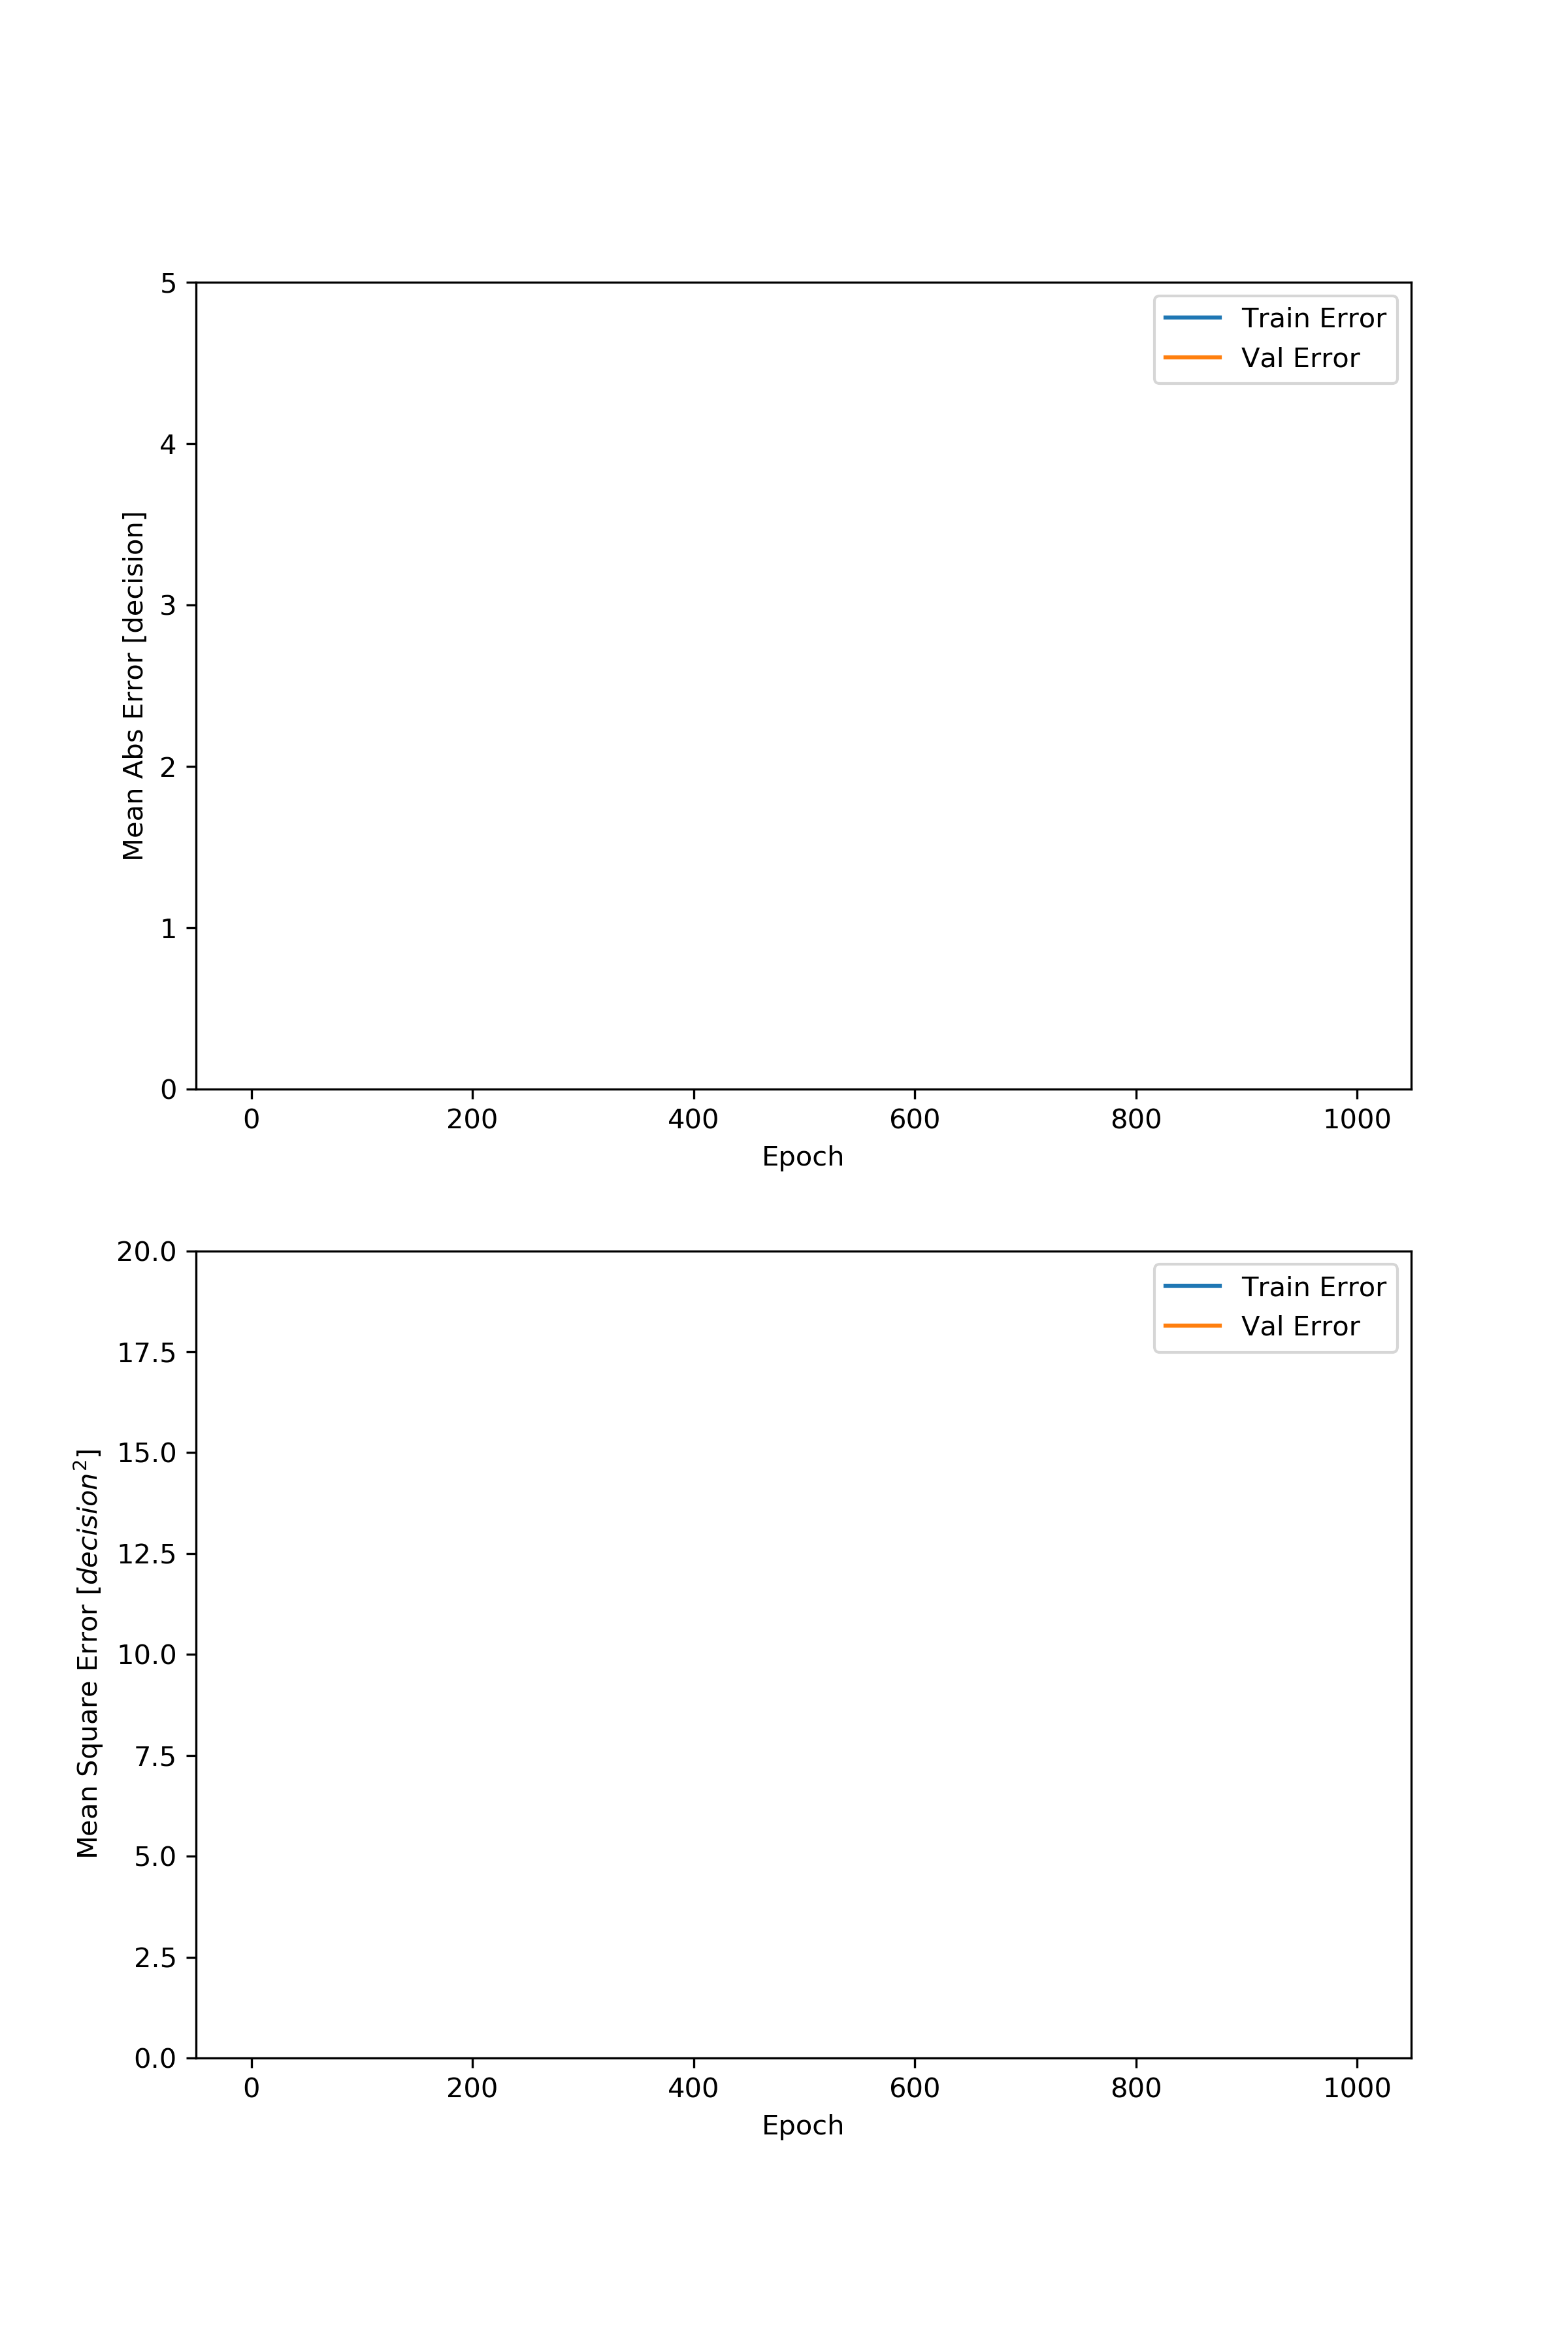 5
Train Error
Val Error
4
3
2
1
0
Mean Abs Error [decision]
0 200 400 600 800 1000
Epoch
20.0
Train Error
Val Error
17.5
15.0
12.5
10.0
7.5
5.0
2.5
0.0
Mean Square Error [decision²]
0 200 400 600 800 1000
Epoch